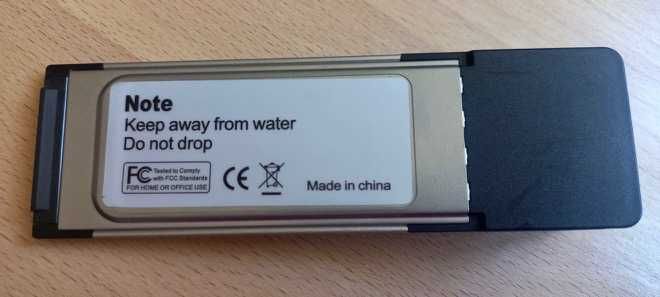 Note
Keep away from water
Do not drop
FC Tested to Comply
with FCC Standards
FOR HOME OR OFFICE USE
CE
Made in china